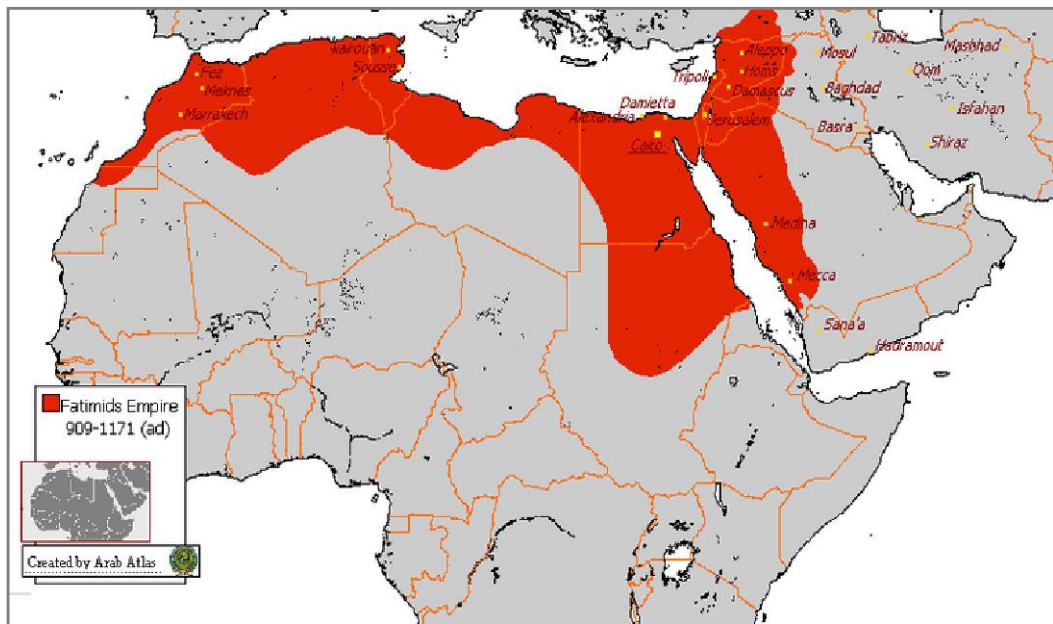 Kairouan
Sousse
Fez
Meknes
Marrakech
Tripoli
Aleppo
Homs
Damascus
Damietta
Alexandria
Jerusalem
Cairo
Mosul
Tabriz
Mashhad
Qom
Baghdad
Isfahan
Basra
Shiraz
Medina
Mecca
Sana'a
Hadramout
Fatimids Empire
909-1171 (ad)
Created by Arab Atlas